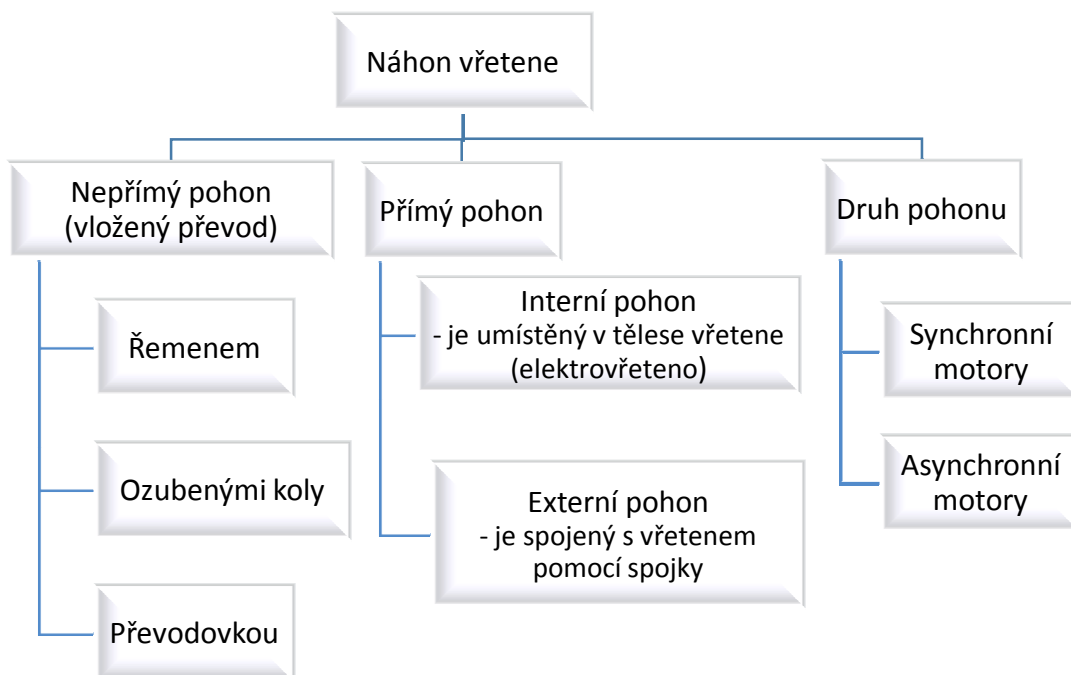 Náhon vřetene
Nepřímý pohon
(vložený převod)
Řemenem
Ozubenými koly
Převodovkou
Přímý pohon
Interní pohon
- je umístěný v tělese vřetene
(elektrovřeteno)
Externí pohon
- je spojený s vřetenem
pomocí spojky
Druh pohonu
Synchronní
motory
Asynchronní
motory